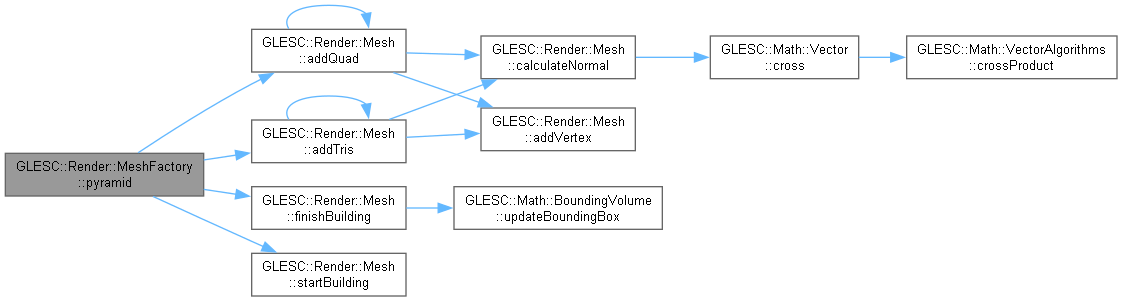 GLESC::Render::MeshFactory
::pyramid
GLESC::Render::Mesh
::addQuad
GLESC::Render::Mesh
::addTris
GLESC::Render::Mesh
::finishBuilding
GLESC::Render::Mesh
::startBuilding
GLESC::Render::Mesh
::calculateNormal
GLESC::Render::Mesh
::addVertex
GLESC::Math::BoundingVolume
::updateBoundingBox
GLESC::Math::Vector
::cross
GLESC::Math::VectorAlgorithms
::crossProduct